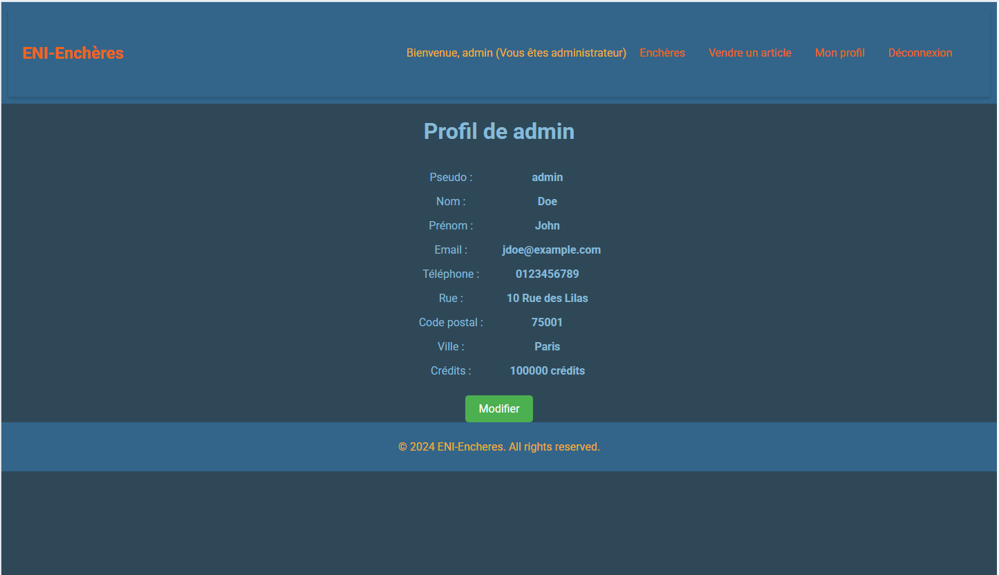 ENI-Enchères
Bienvenue, admin (Vous êtes administrateur) Enchères Vendre un article Mon profil Déconnexion
Profil de admin
Pseudo : admin
Nom : Doe
Prénom : John
Email : jdoe@example.com
Téléphone : 0123456789
Rue : 10 Rue des Lilas
Code postal : 75001
Ville : Paris
Crédits : 100000 crédits
Modifier
© 2024 ENI-Encheres. All rights reserved.